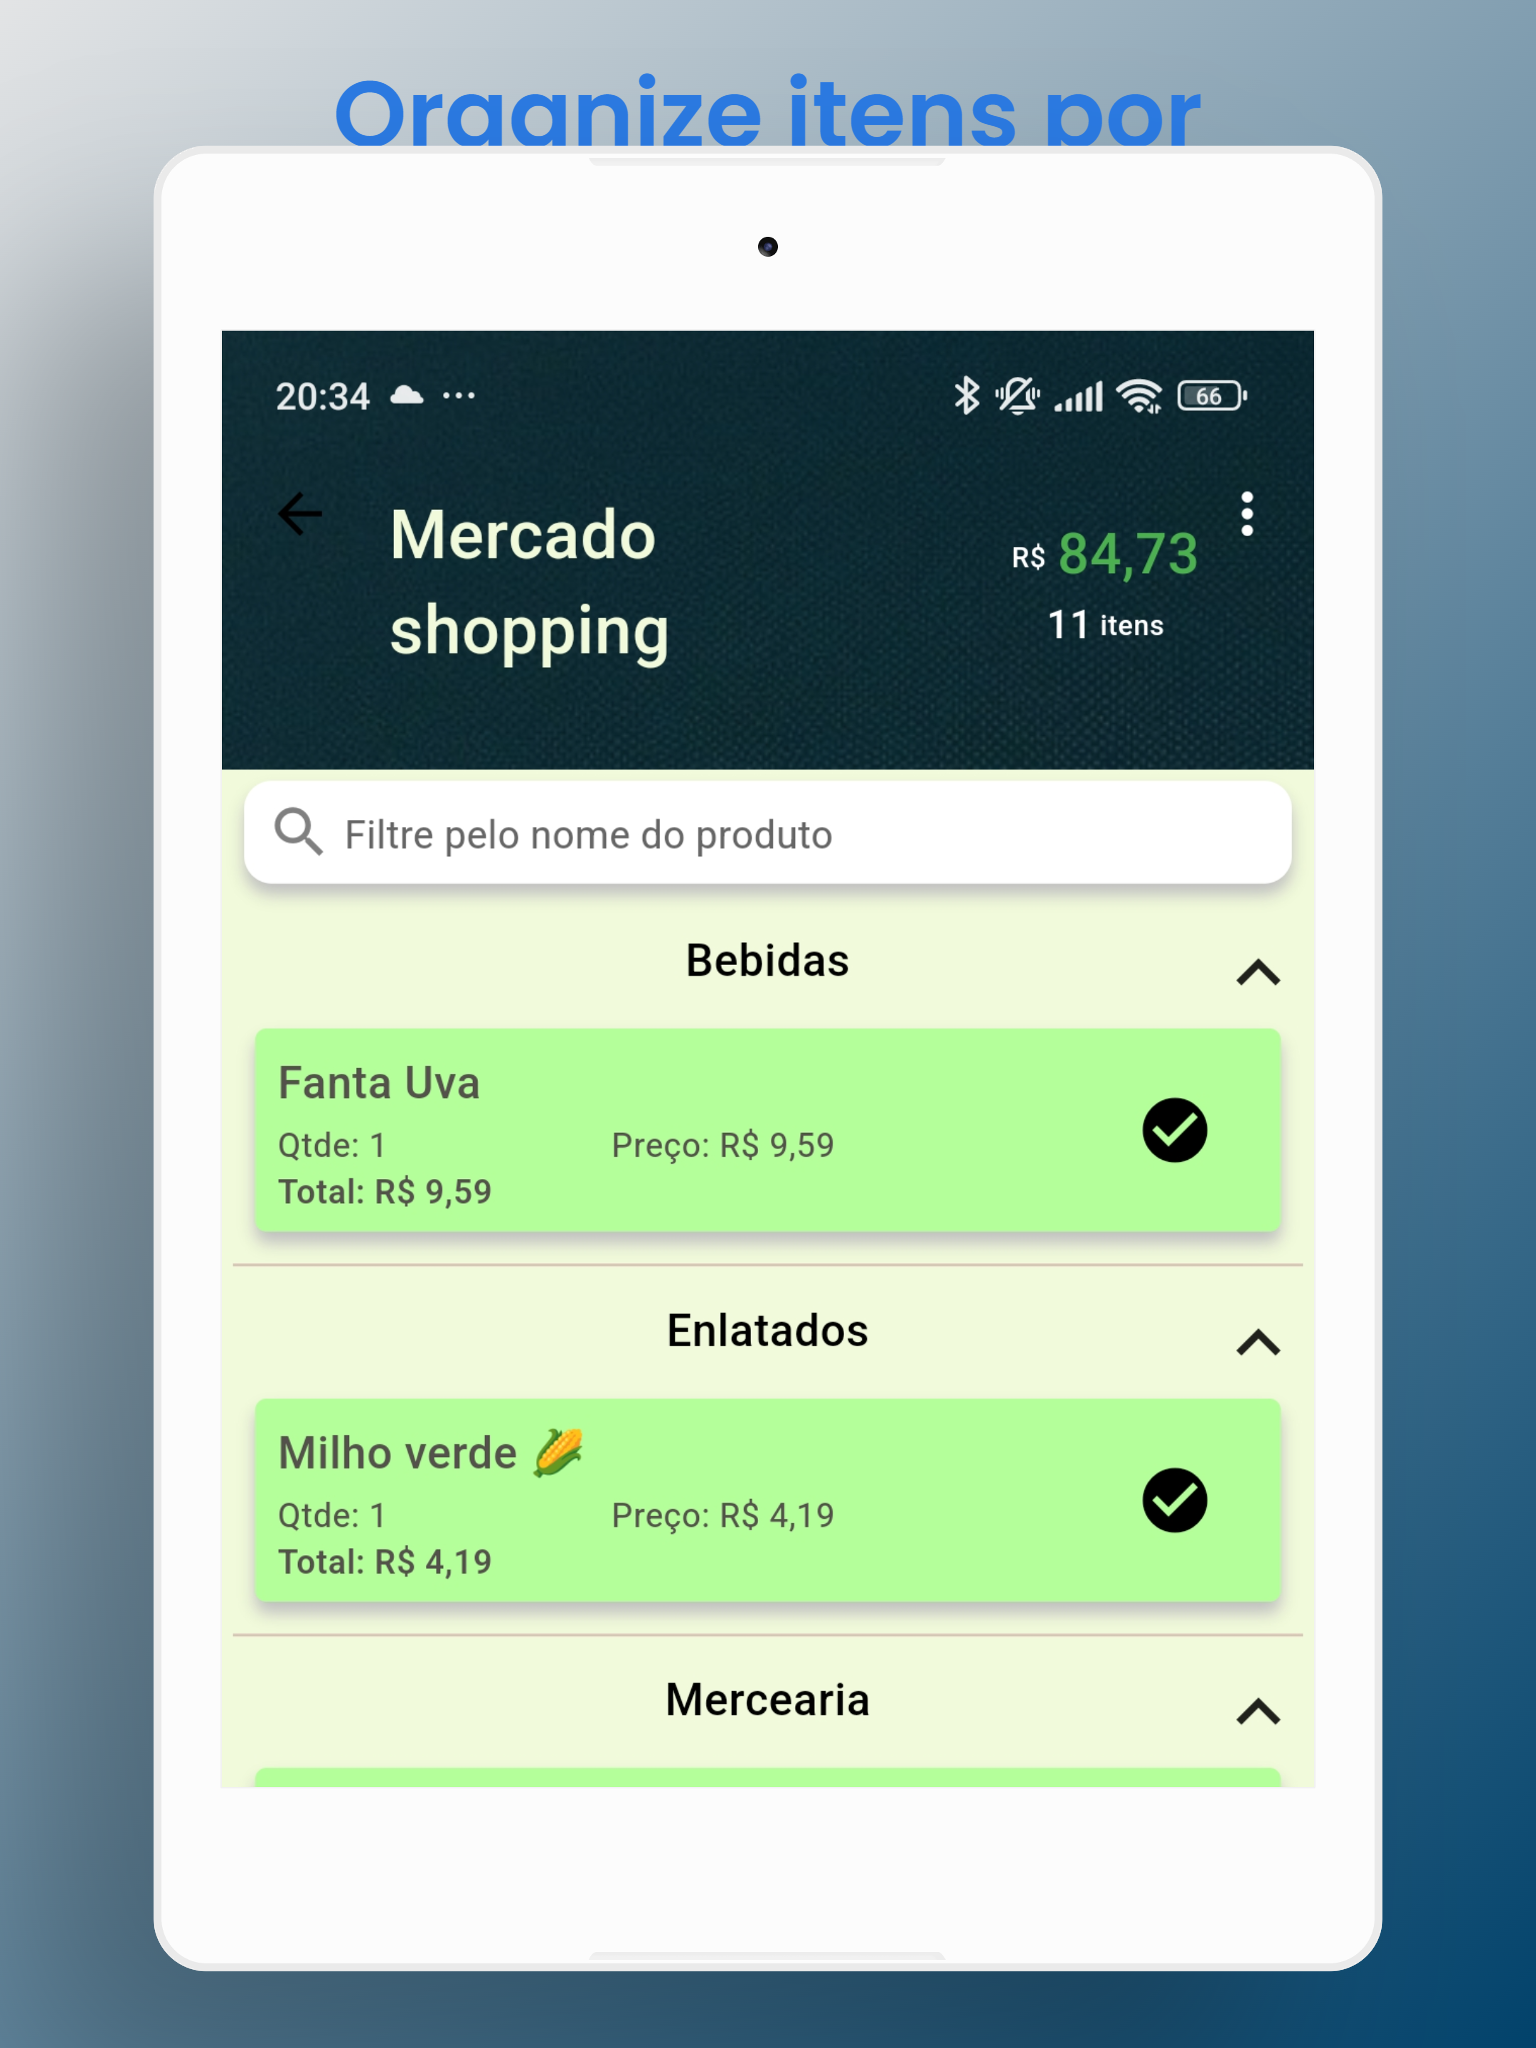 Organize itens por
20:34
66
Mercado
shopping
R$ 84,73
11 itens
Filtre pelo nome do produto
Bebidas
Fanta Uva
Qtde: 1 Preço: R$ 9,59
Total: R$ 9,59
Enlatados
Milho verde 🌽
Qtde: 1 Preço: R$ 4,19
Total: R$ 4,19
Mercearia